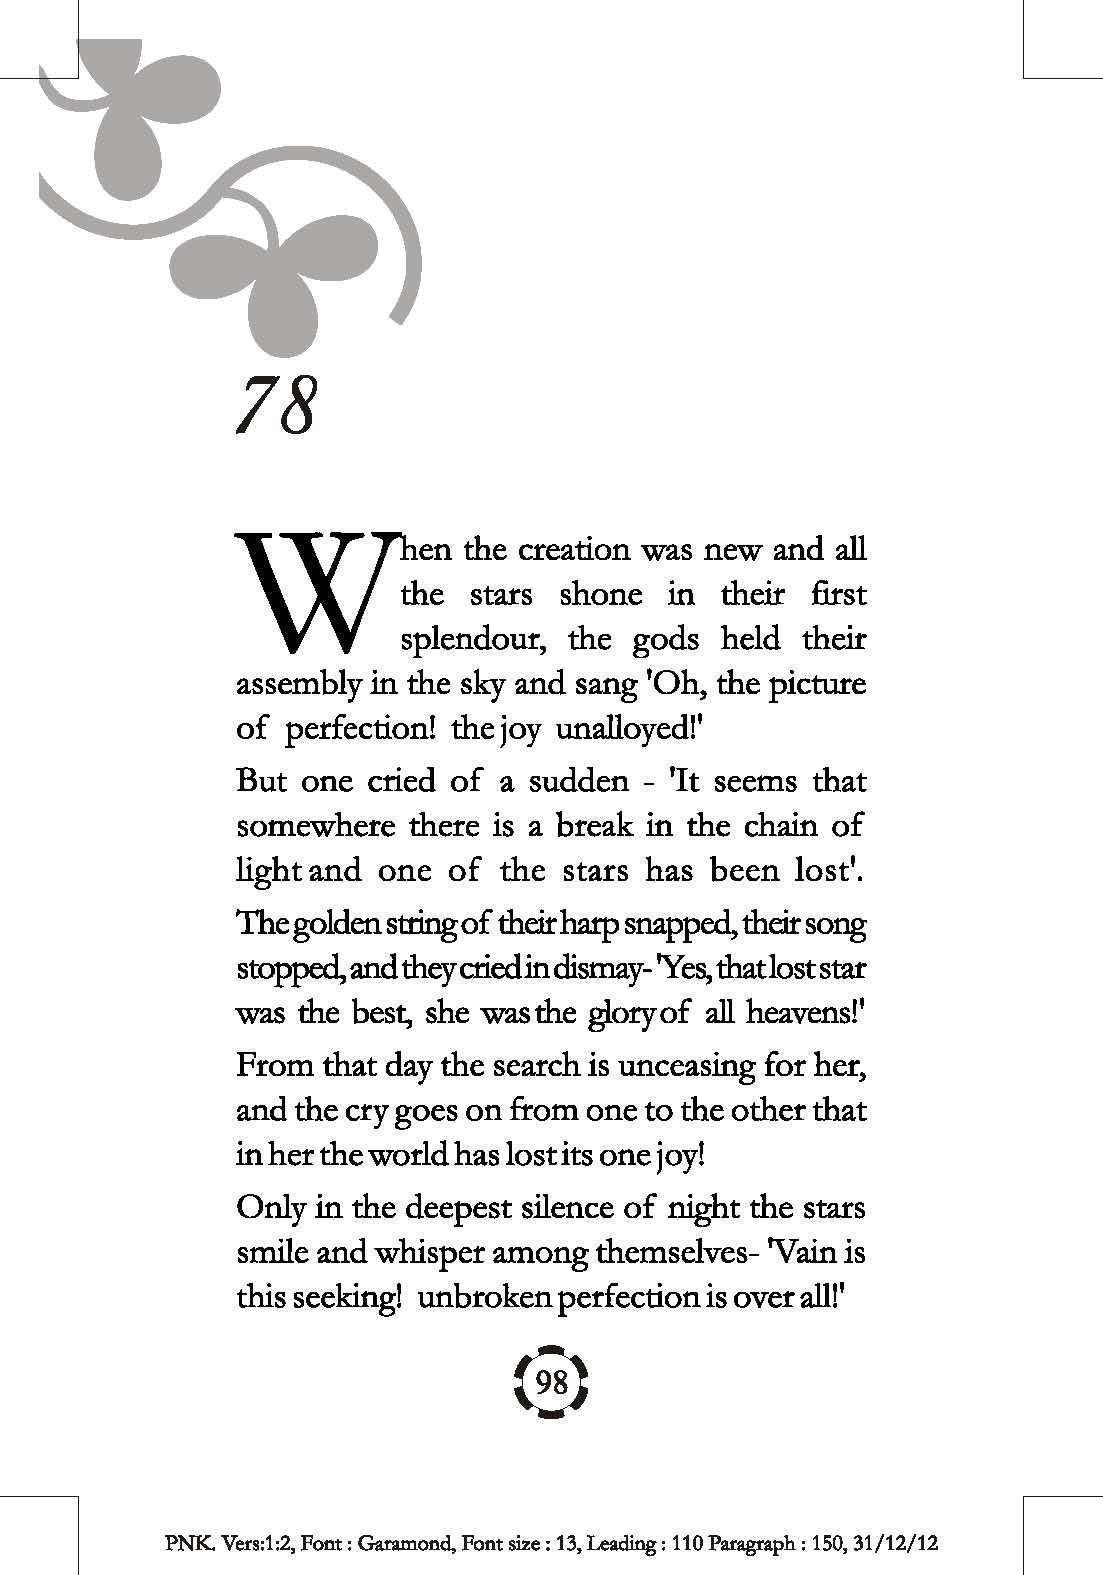 78
When the creation was new and all
the stars shone in their first
splendour, the gods held their
assembly in the sky and sang 'Oh, the picture
of perfection! the joy unalloyed!'
But one cried of a sudden - 'It seems that
somewhere there is a break in the chain of
light and one of the stars has been lost'.
The golden string of their harp snapped, their song
stopped, and they cried in dismay- 'Yes, that lost star
was the best, she was the glory of all heavens!'
From that day the search is unceasing for her,
and the cry goes on from one to the other that
in her the world has lost its one joy!
Only in the deepest silence of night the stars
smile and whisper among themselves- 'Vain is
this seeking! unbroken perfection is over all!'
98
PNK. Vers:1:2, Font : Garamond, Font size : 13, Leading : 110 Paragraph : 150, 31/12/12